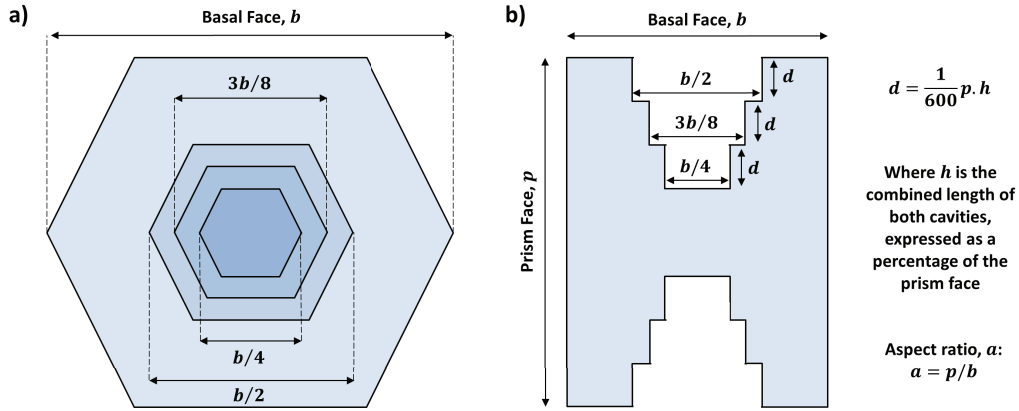 a)
Basal Face, b
3b/8
b/4
b/2
b)
Basal Face, b
b/2
d
3b/8
d
b/4
d
Prism Face, p
d = 1/600 p.h
Where h is the
combined length of
both cavities,
expressed as a
percentage of the
prism face
Aspect ratio, a:
a = p/b